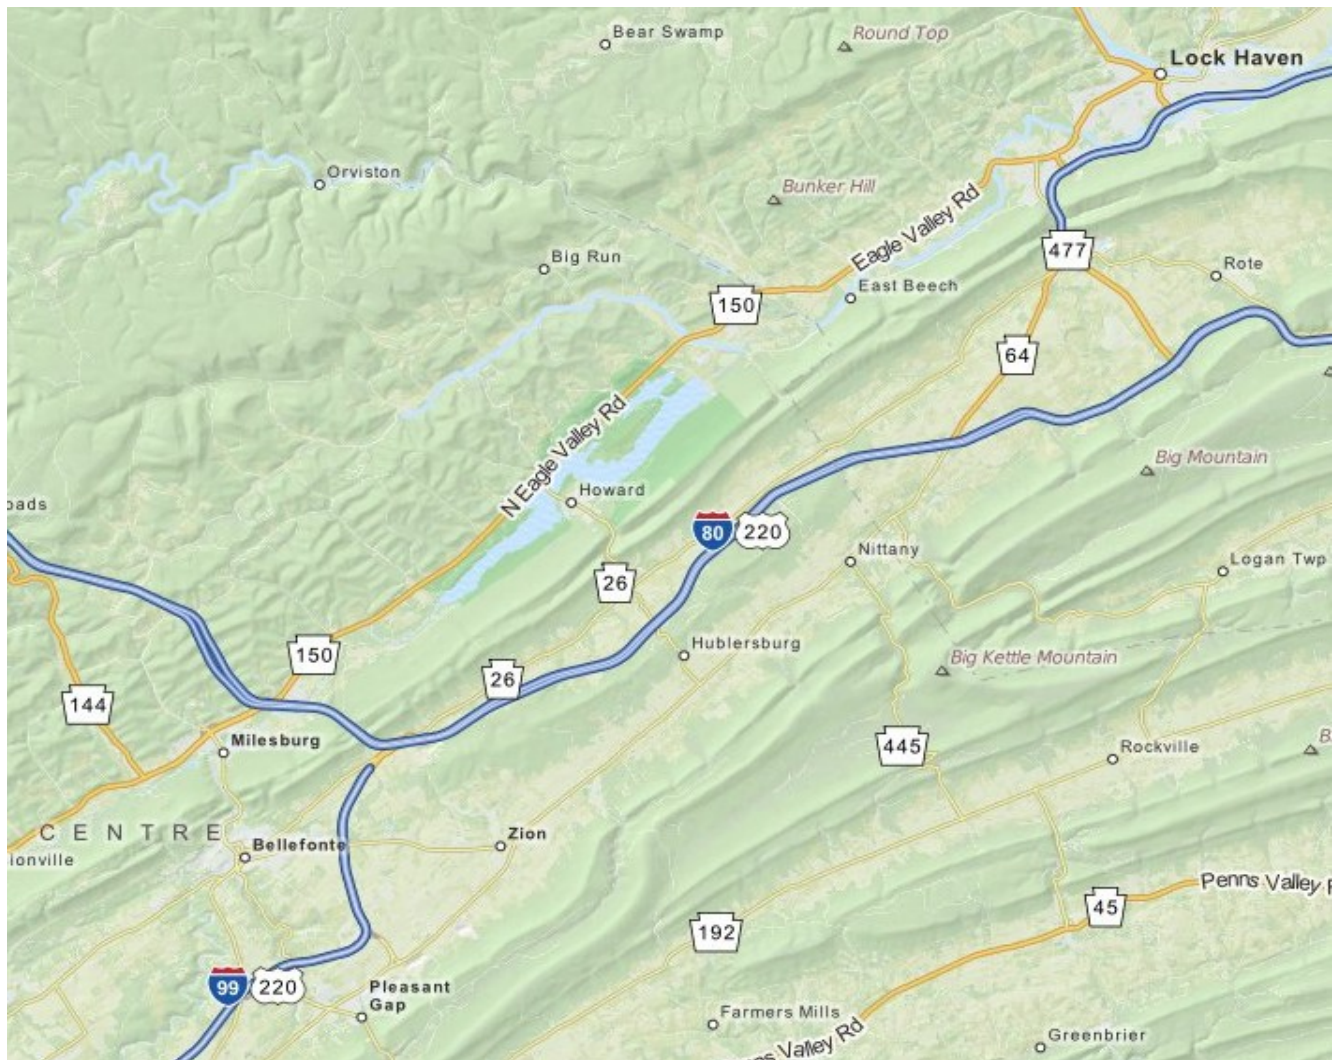 Bear Swamp
Round Top
Lock Haven
Orviston
Bunker Hill
Eagle Valley Rd
477
Rote
Big Run
East Beech
150
64
N Eagle Valley Rd
Big Mountain
Howard
oads
80
220
Nittany
Logan Twp
26
Hublersburg
150
Big Kettle Mountain
26
144
Milesburg
445
Rockville
B
CENTRE
Zion
Bellefonte
ionville
Penns Valley R
45
192
99
220
Pleasant
Gap
Farmers Mills
ns Valley Rd
Greenbrier